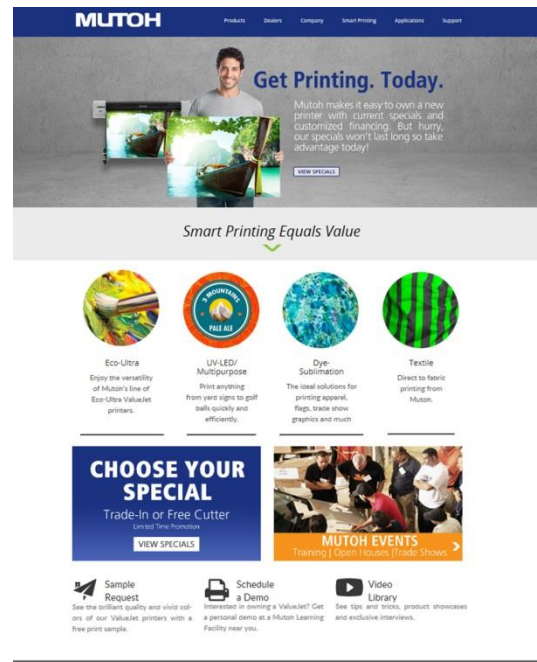 MUTOH
Products Dealers Company Smart Printing Applications Support
Get Printing. Today.
Mutoh makes it easy to own a new
printer with current specials and
customized financing. But hurry,
our specials won't last long so take
advantage today!
VIEW SPECIALS
Smart Printing Equals Value
3 MOUNTAINS
PALE ALE
Eco-Ultra
Enjoy the versatility
of Mutoh's line of
Eco-Ultra ValueJet
printers.
UV-LED/
Multipurpose
Print anything
from yard signs to golf
balls quickly and
efficiently.
Dye-
Sublimation
The ideal solutions for
printing apparel,
flags, trade show
graphics and much
Textile
Direct to fabric
printing from
Mutoh.
CHOOSE YOUR
SPECIAL
Trade-In or Free Cutter
Limited Time Promotion
VIEW SPECIALS
MUTOH EVENTS
Training | Open Houses |Trade Shows
Sample
Request
See the brilliant quality and vivid col-
ors of our ValueJet printers with a
free print sample.
Schedule
a Demo
Interested in owning a ValueJet? Get
a personal demo at a Mutoh Learning
Facility near you.
Video
Library
See tips and tricks, product showcases
and exclusive interviews.